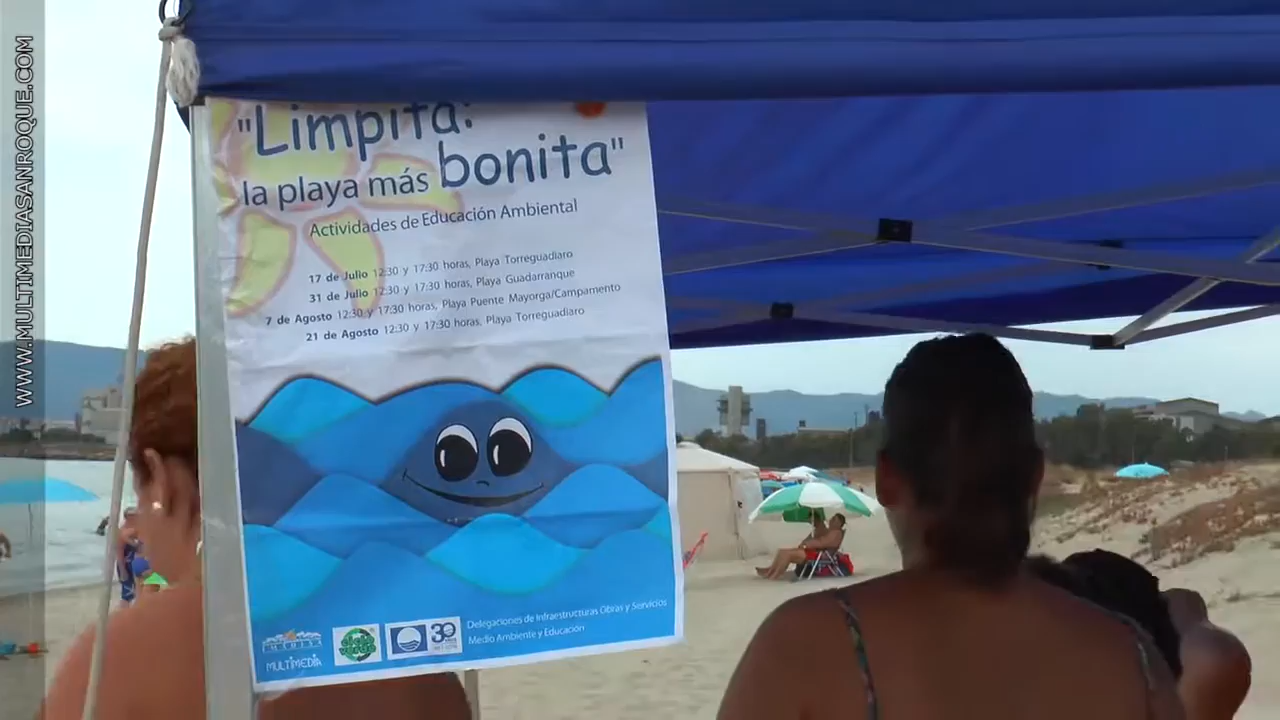 WWW.MULTIMEDIASANROQUE.COM
"Limpita:
la playa más bonita"
Actividades de Educación Ambiental
17 de Julio 12:30 y 17:30 horas, Playa Torreguadiaro
31 de Julio 12:30 y 17:30 horas, Playa Guadarranque
7 de Agosto 12:30 y 17:30 horas, Playa Puente Mayorga/Campamento
21 de Agosto 12:30 y 17:30 horas, Playa Torreguadiaro
Delegaciones de Infraestructuras Obras y Servicios
Medio Ambiente y Educación
MULTIMEDIA
30